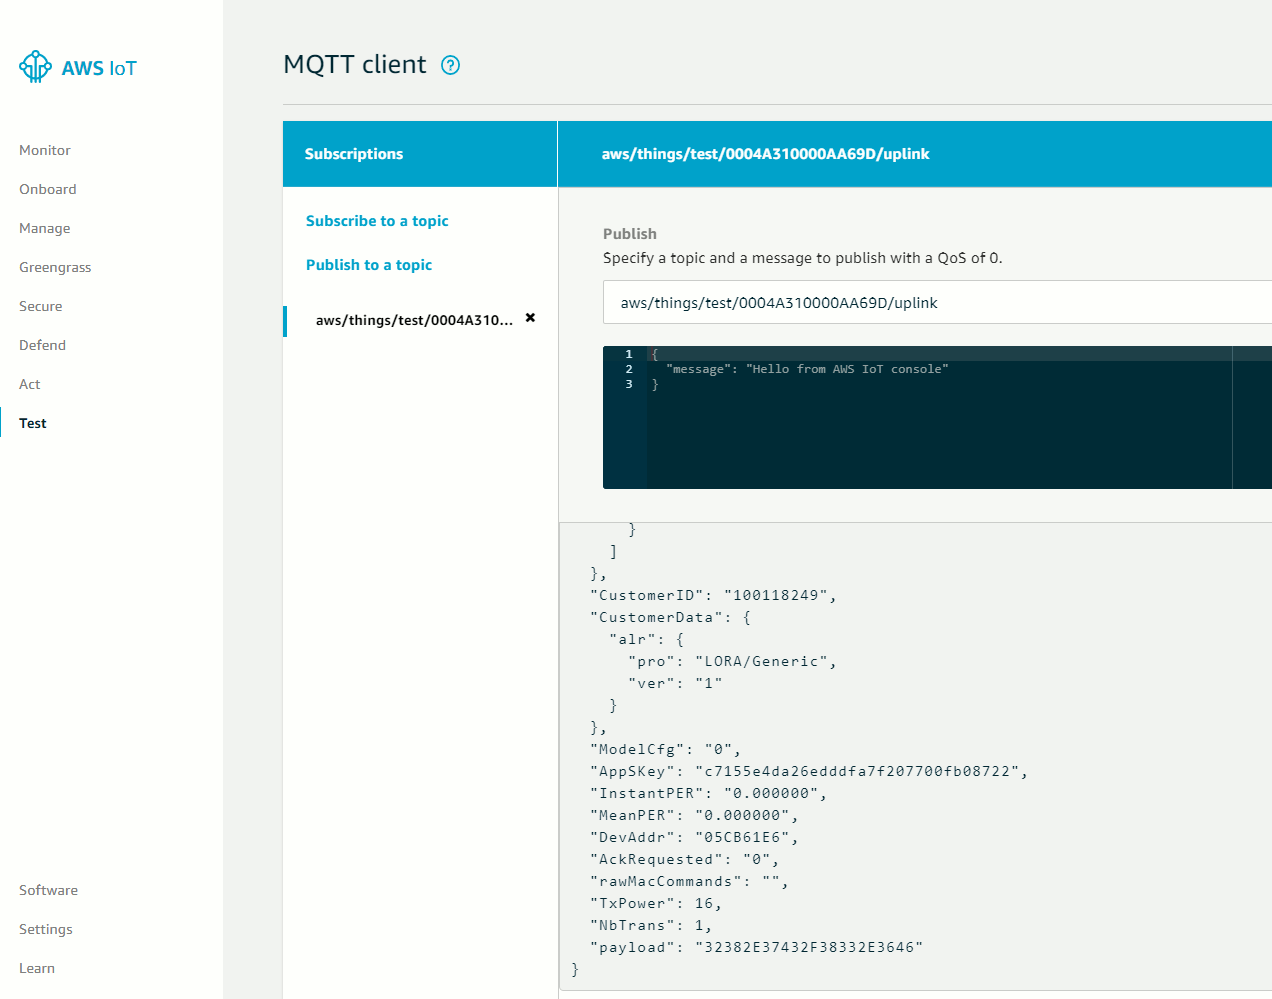 AWS IoT
Monitor
Onboard
Manage
Greengrass
Secure
Defend
Act
Test
Software
Settings
Learn
MQTT client ?
Subscriptions
Subscribe to a topic
Publish to a topic
aws/things/test/0004A310... ✖
aws/things/test/0004A310000AA69D/uplink
Publish
Specify a topic and a message to publish with a QoS of 0.
aws/things/test/0004A310000AA69D/uplink
1 {
2 "message": "Hello from AWS IoT console"
3 }
}
]
},
"CustomerID": "100118249",
"CustomerData": {
"alr": {
"pro": "LORA/Generic",
"ver": "1"
}
},
"ModelCfg": "0",
"AppSKey": "c7155e4da26edddfa7f207700fb08722",
"InstantPER": "0.000000",
"MeanPER": "0.000000",
"DevAddr": "05CB61E6",
"AckRequested": "0",
"rawMacCommands": "",
"TxPower": 16,
"NbTrans": 1,
"payload": "32382E37432F38332E3646"
}